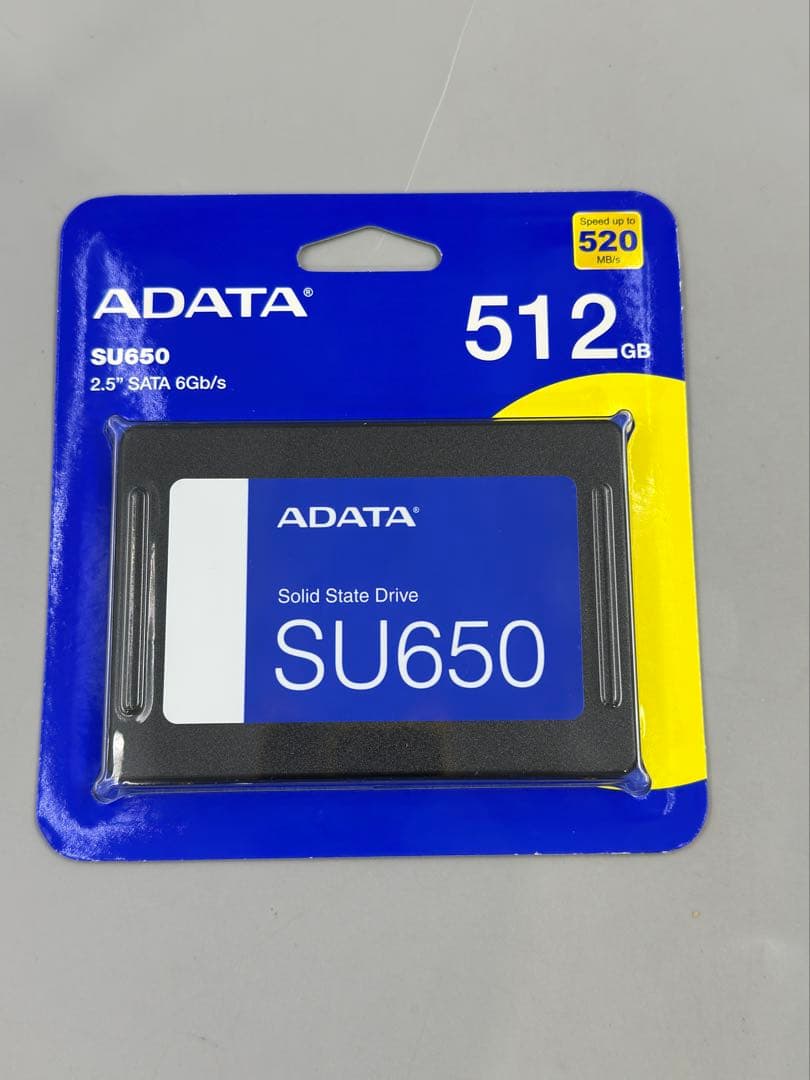 Speed up to
520
MB/s
ADATA®
512GB
SU650
2.5” SATA 6Gb/s
ADATA®
Solid State Drive
SU650